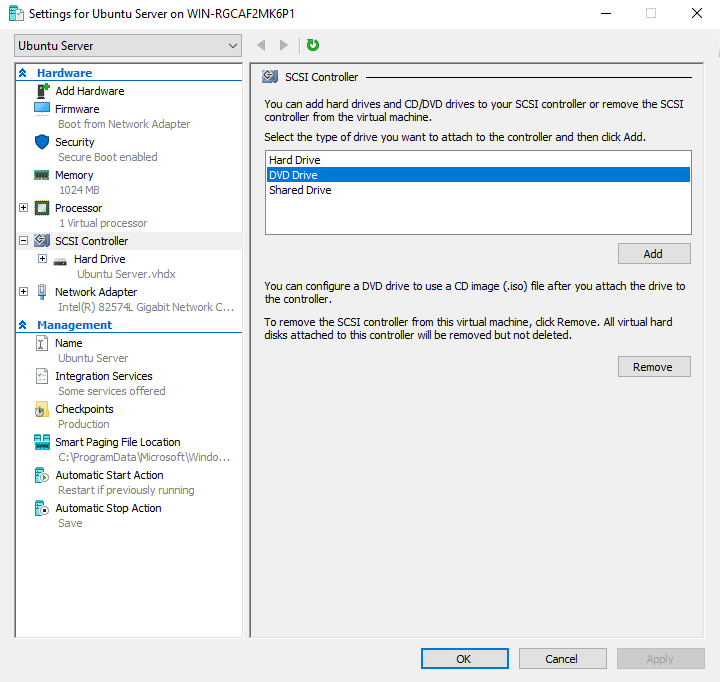 Settings for Ubuntu Server on WIN-RGCAF2MK6P1
Ubuntu Server
Hardware
Add Hardware
Firmware
Boot from Network Adapter
Security
Secure Boot enabled
Memory
1024 MB
Processor
1 Virtual processor
SCSI Controller
Hard Drive
Ubuntu Server.vhdx
Network Adapter
Intel(R) 82574L Gigabit Network C...
Management
Name
Ubuntu Server
Integration Services
Some services offered
Checkpoints
Production
Smart Paging File Location
C:\ProgramData\Microsoft\Windo...
Automatic Start Action
Restart if previously running
Automatic Stop Action
Save
SCSI Controller
You can add hard drives and CD/DVD drives to your SCSI controller or remove the SCSI
controller from the virtual machine.
Select the type of drive you want to attach to the controller and then click Add.
Hard Drive
DVD Drive
Shared Drive
Add
You can configure a DVD drive to use a CD image (.iso) file after you attach the drive to
the controller.
To remove the SCSI controller from this virtual machine, click Remove. All virtual hard
disks attached to this controller will be removed but not deleted.
Remove
OK
Cancel
Apply